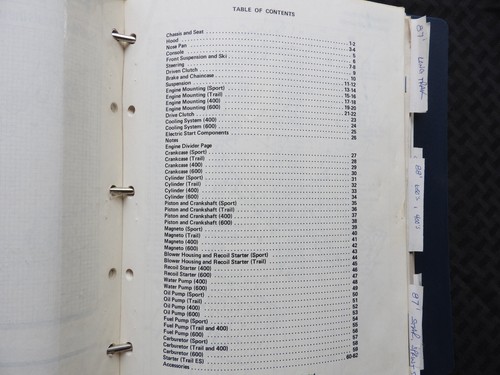 TABLE OF CONTENTS
Chassis and Seat
Hood 1-2
Nose Pan 3-4
Console 5
Front Suspension and Ski 6
Steering 7-8
Driven Clutch 9
Brake and Chaincase 10
Suspension 11-12
Engine Mounting (Sport) 13-14
Engine Mounting (Trail) 15-16
Engine Mounting (400) 17-18
Engine Mounting (600) 19-20
Drive Clutch 21-22
Cooling System (400) 23
Cooling System (600) 24
Electric Start Components 25
Notes 26
Engine Divider Page
Crankcase (Sport) 27
Crankcase (Trail) 28
Crankcase (400) 29
Crankcase (600) 30
Cylinder (Sport) 31
Cylinder (Trail) 32
Cylinder (400) 33
Cylinder (600) 34
Piston and Crankshaft (Sport) 35
Piston and Crankshaft (Trail) 36
Piston and Crankshaft (400) 37
Piston and Crankshaft (600) 38
Magneto (Sport) 39
Magneto (Trail) 40
Magneto (400) 41
Magneto (600) 42
Blower Housing and Recoil Starter (Sport) 43
Blower Housing and Recoil Starter (Trail) 44
Recoil Starter (400) 45
Recoil Starter (600) 46
Water Pump (400) 47
Water Pump (600) 48
Oil Pump (Sport) 49
Oil Pump (Trail) 50
Oil Pump (400) 51
Oil Pump (600) 52
Fuel Pump (Sport) 53
Fuel Pump (Trail and 400) 54
Fuel Pump (600) 55
Carburetor (Sport) 56
Carburetor (Trail and 400) 57
Carburetor (600) 58
Starter (Trail ES) 59
Accessories 60-62
87'
LONG TRAK
88'
400
87'